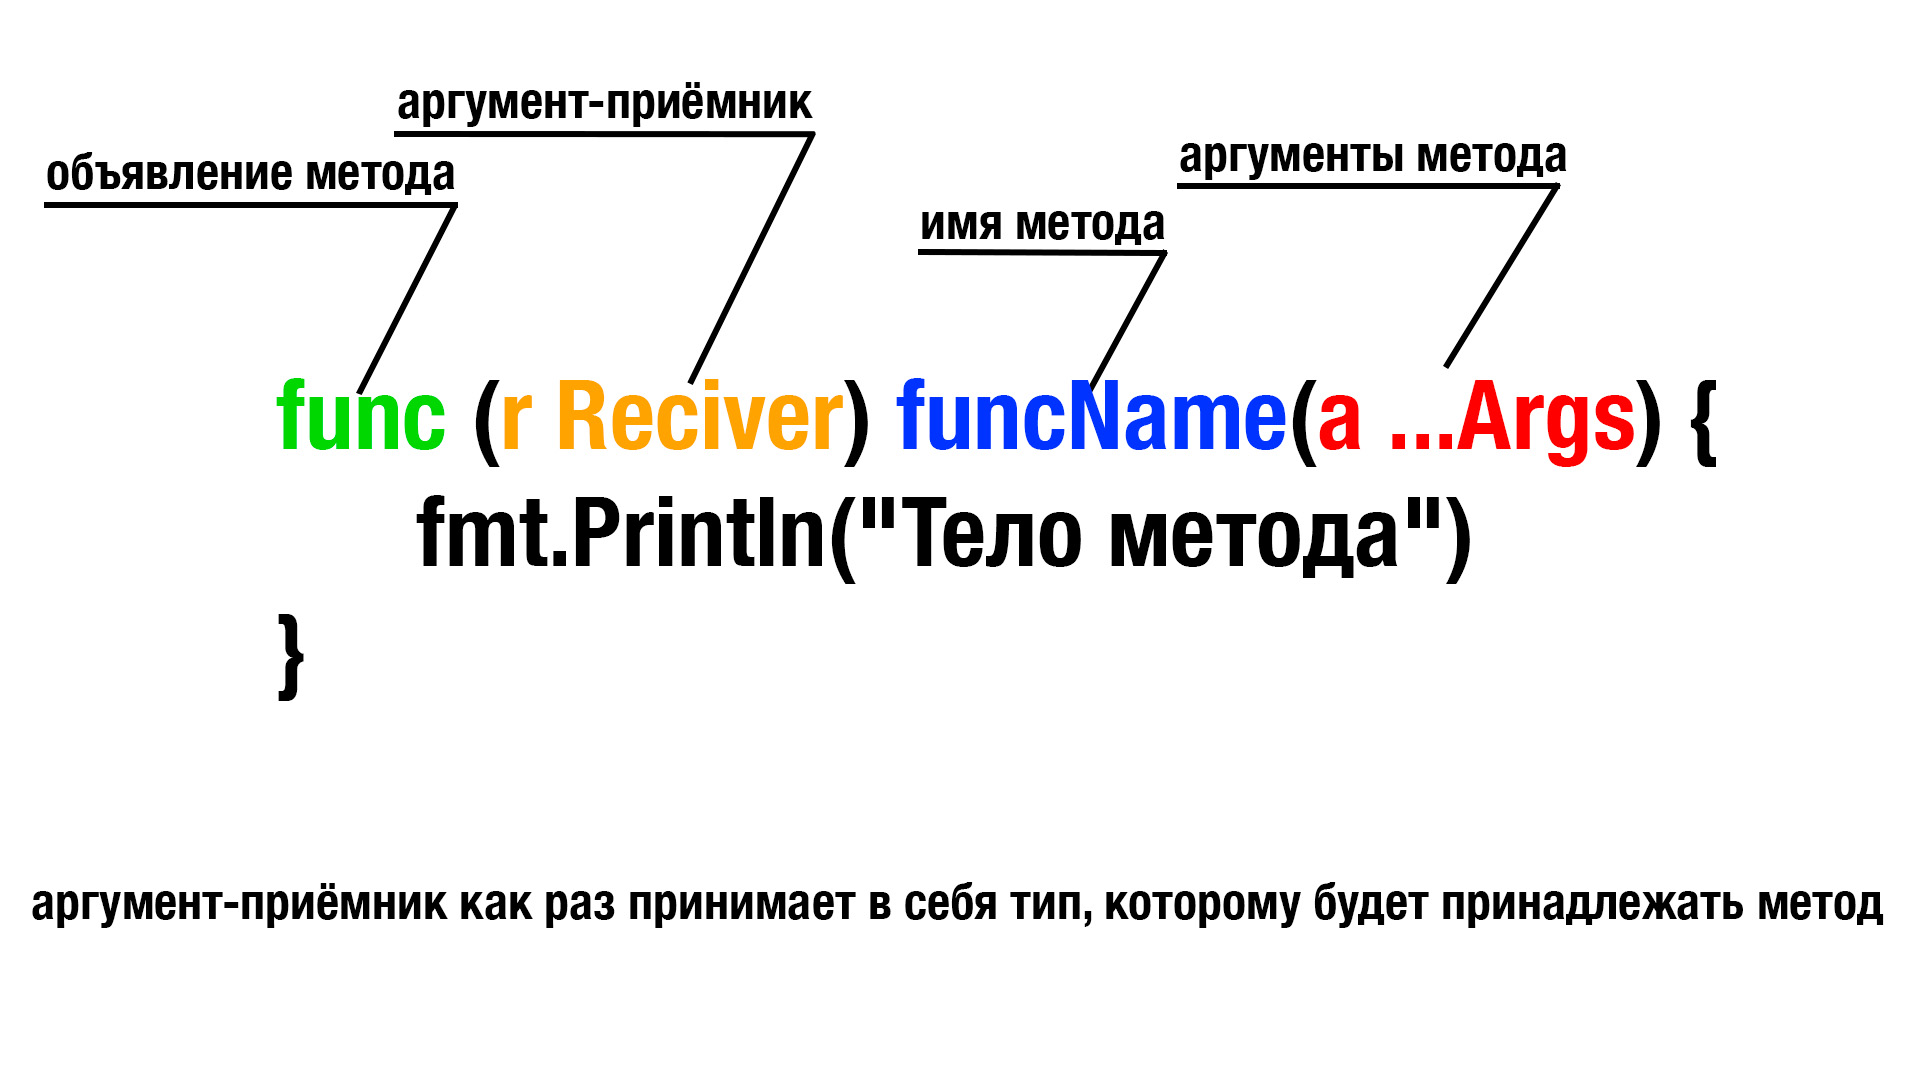 аргумент-приёмник
объявление метода
аргументы метода
имя метода
func (r Reciver) funcName(a ...Args) {
fmt.Println("Тело метода")
}
аргумент-приёмник как раз принимает в себя тип, которому будет принадлежать метод